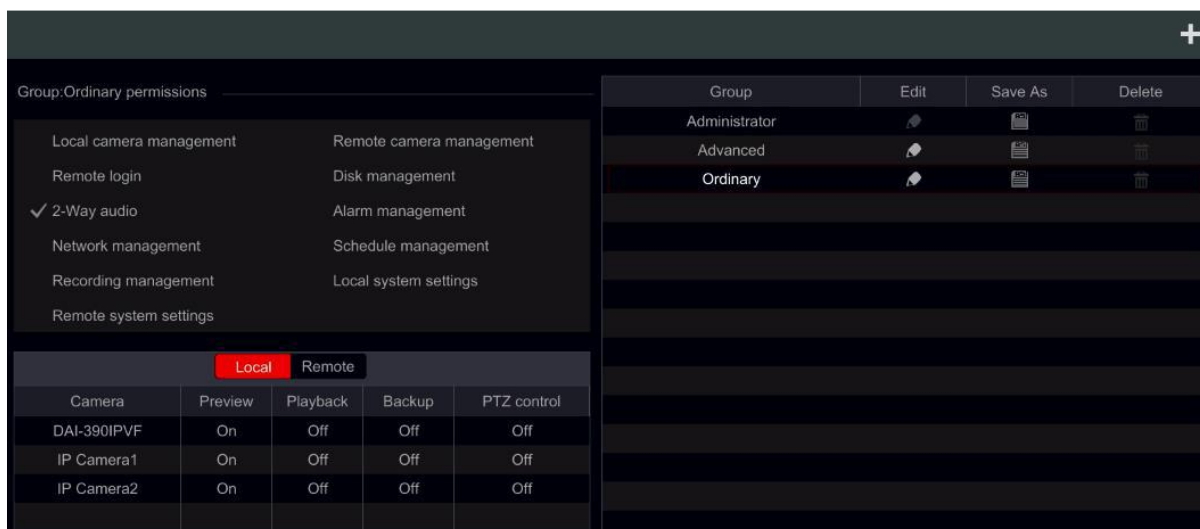 +
Group:Ordinary permissions
Local camera management Remote camera management
Remote login Disk management
2-Way audio Alarm management
Network management Schedule management
Recording management Local system settings
Remote system settings
Local Remote
Camera Preview Playback Backup PTZ control
DAI-390IPVF On Off Off Off
IP Camera1 On Off Off Off
IP Camera2 On Off Off Off
Group Edit Save As Delete
Administrator
Advanced
Ordinary